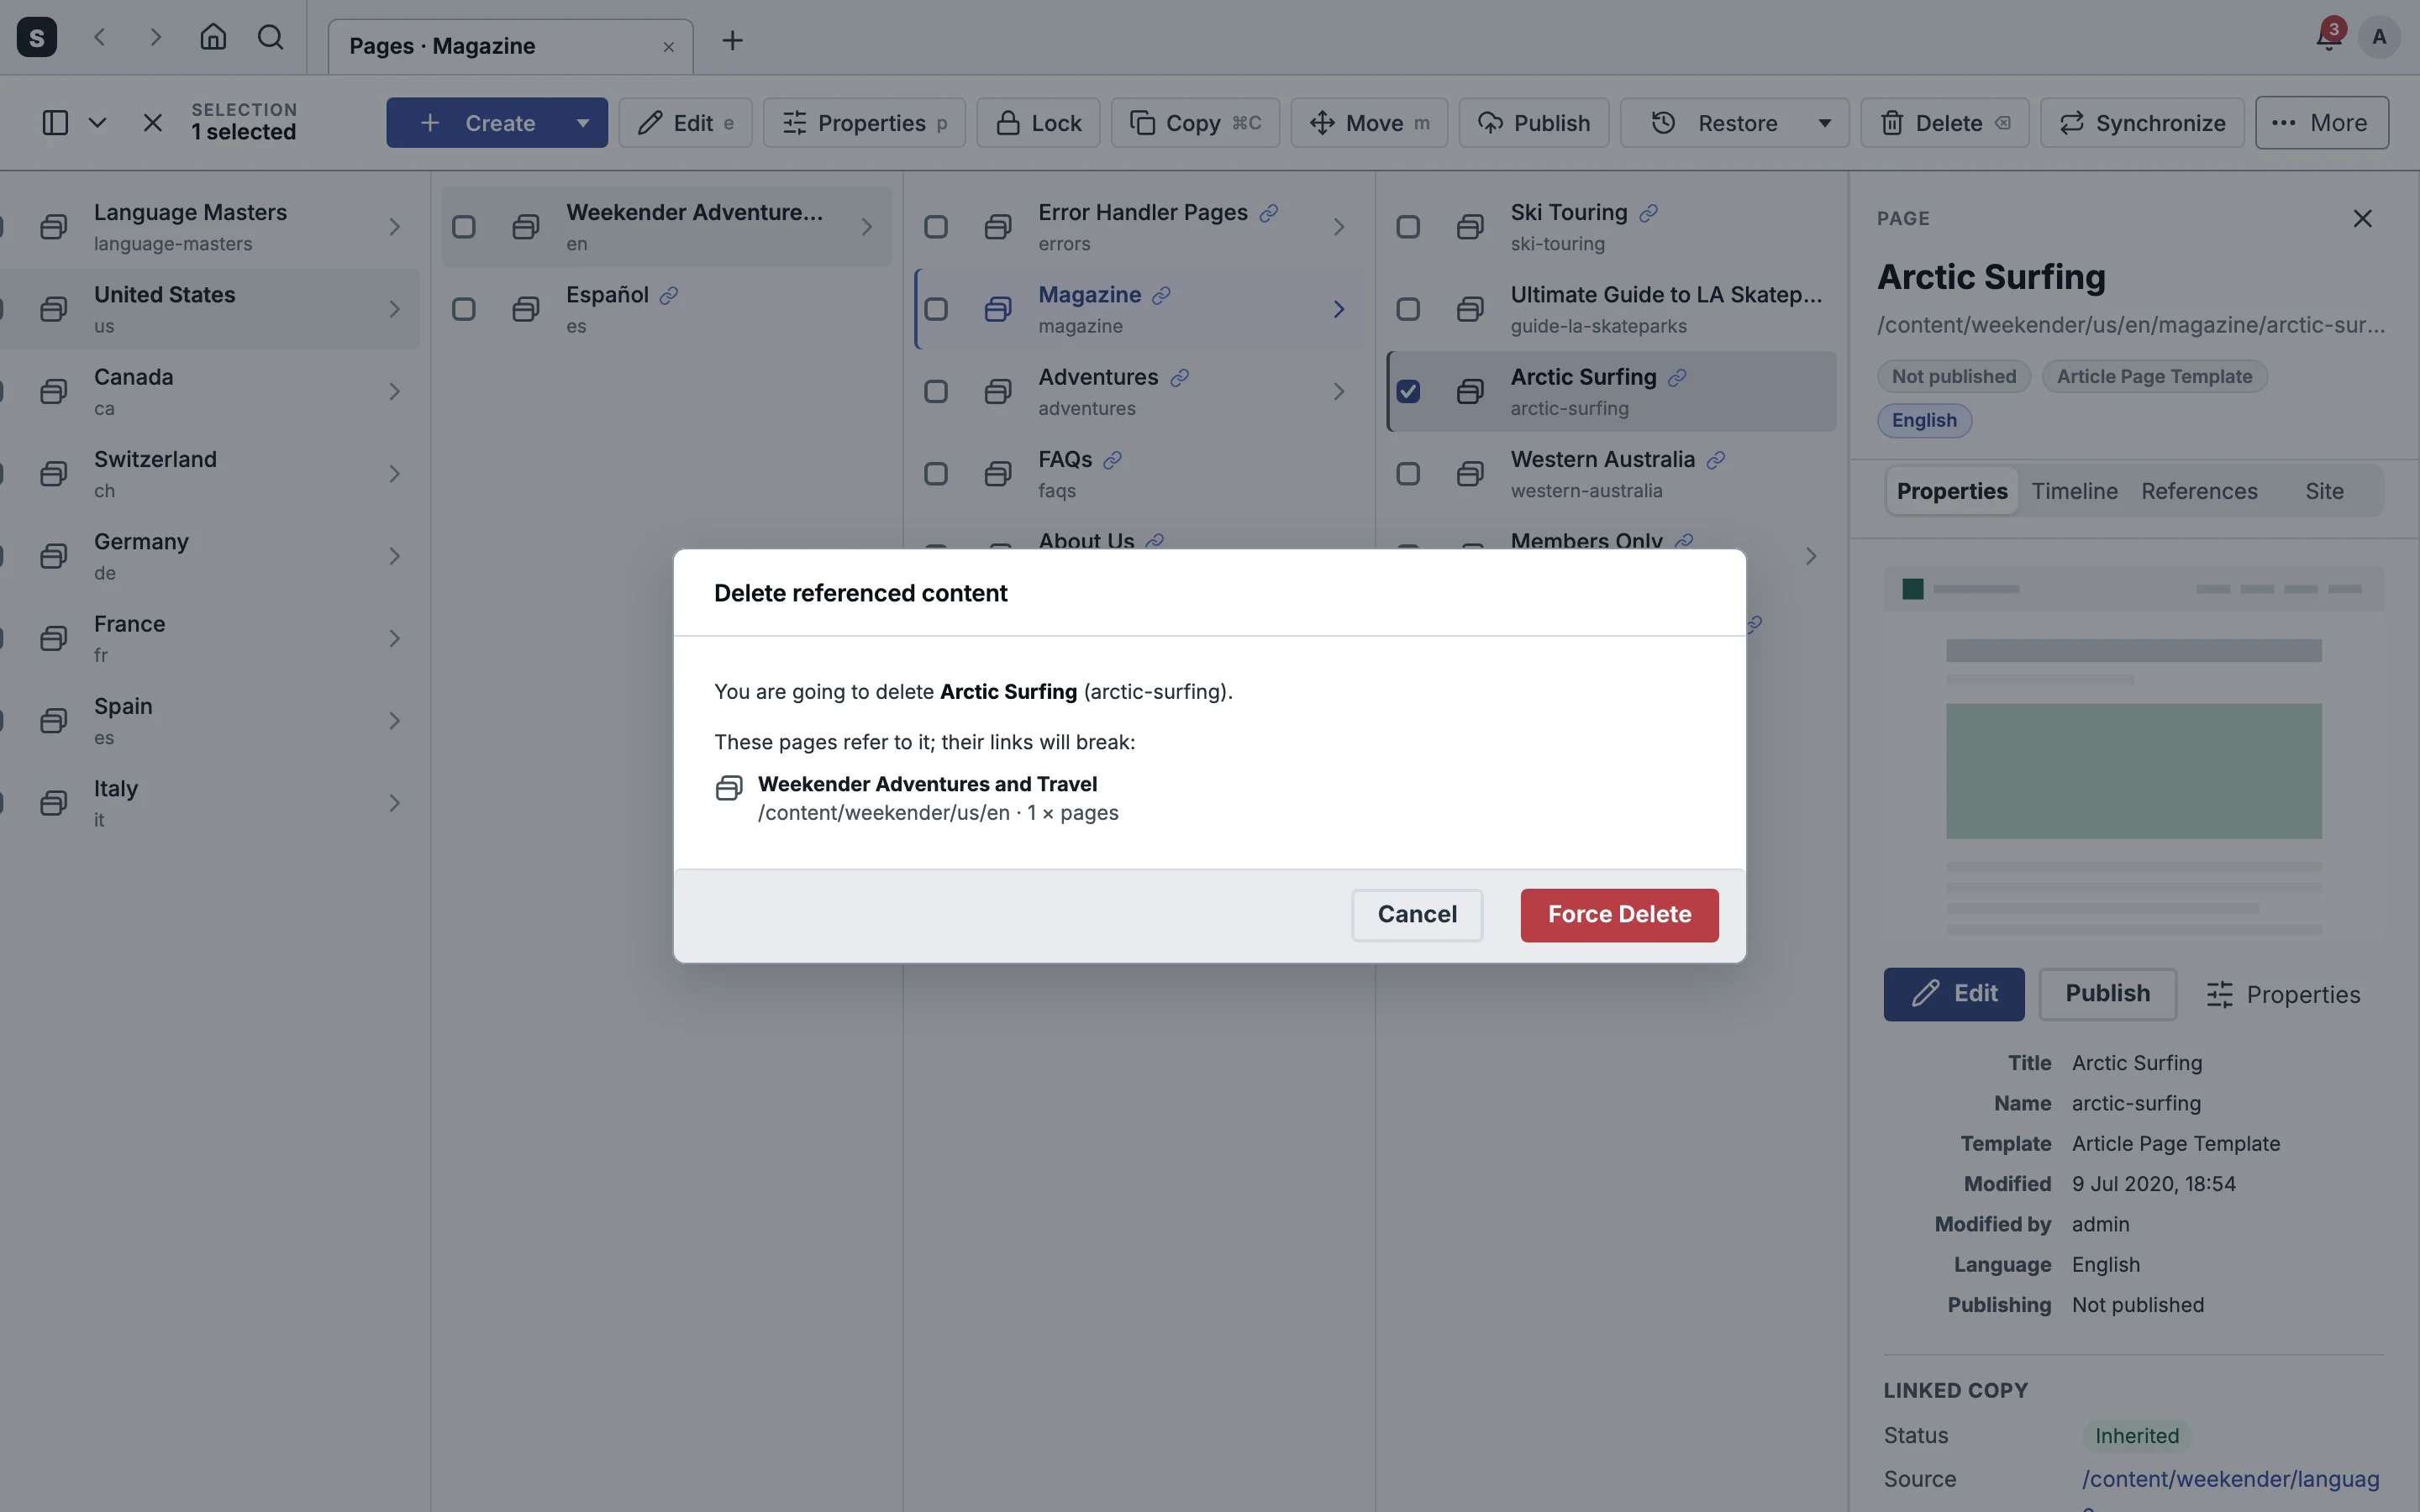 S
Pages · Magazine
3
A
SELECTION
1 selected
Create
Edit e
Properties p
Lock
Copy ⌘C
Move m
Publish
Restore
Delete
Synchronize
More
Language Masters
language-masters
United States
us
Canada
ca
Switzerland
ch
Germany
de
France
fr
Spain
es
Italy
it
Weekender Adventure...
en
Español
es
Error Handler Pages
errors
Magazine
magazine
Adventures
adventures
FAQs
faqs
About Us
Ski Touring
ski-touring
Ultimate Guide to LA Skatep...
guide-la-skateparks
Arctic Surfing
arctic-surfing
Western Australia
western-australia
Members Only
Delete referenced content
You are going to delete Arctic Surfing (arctic-surfing).
These pages refer to it; their links will break:
Weekender Adventures and Travel
/content/weekender/us/en · 1 × pages
Cancel
Force Delete
PAGE
Arctic Surfing
/content/weekender/us/en/magazine/arctic-sur...
Not published
Article Page Template
English
Properties
Timeline
References
Site
Edit
Publish
Properties
Title Arctic Surfing
Name arctic-surfing
Template Article Page Template
Modified 9 Jul 2020, 18:54
Modified by admin
Language English
Publishing Not published
LINKED COPY
Status Inherited
Source /content/weekender/languag